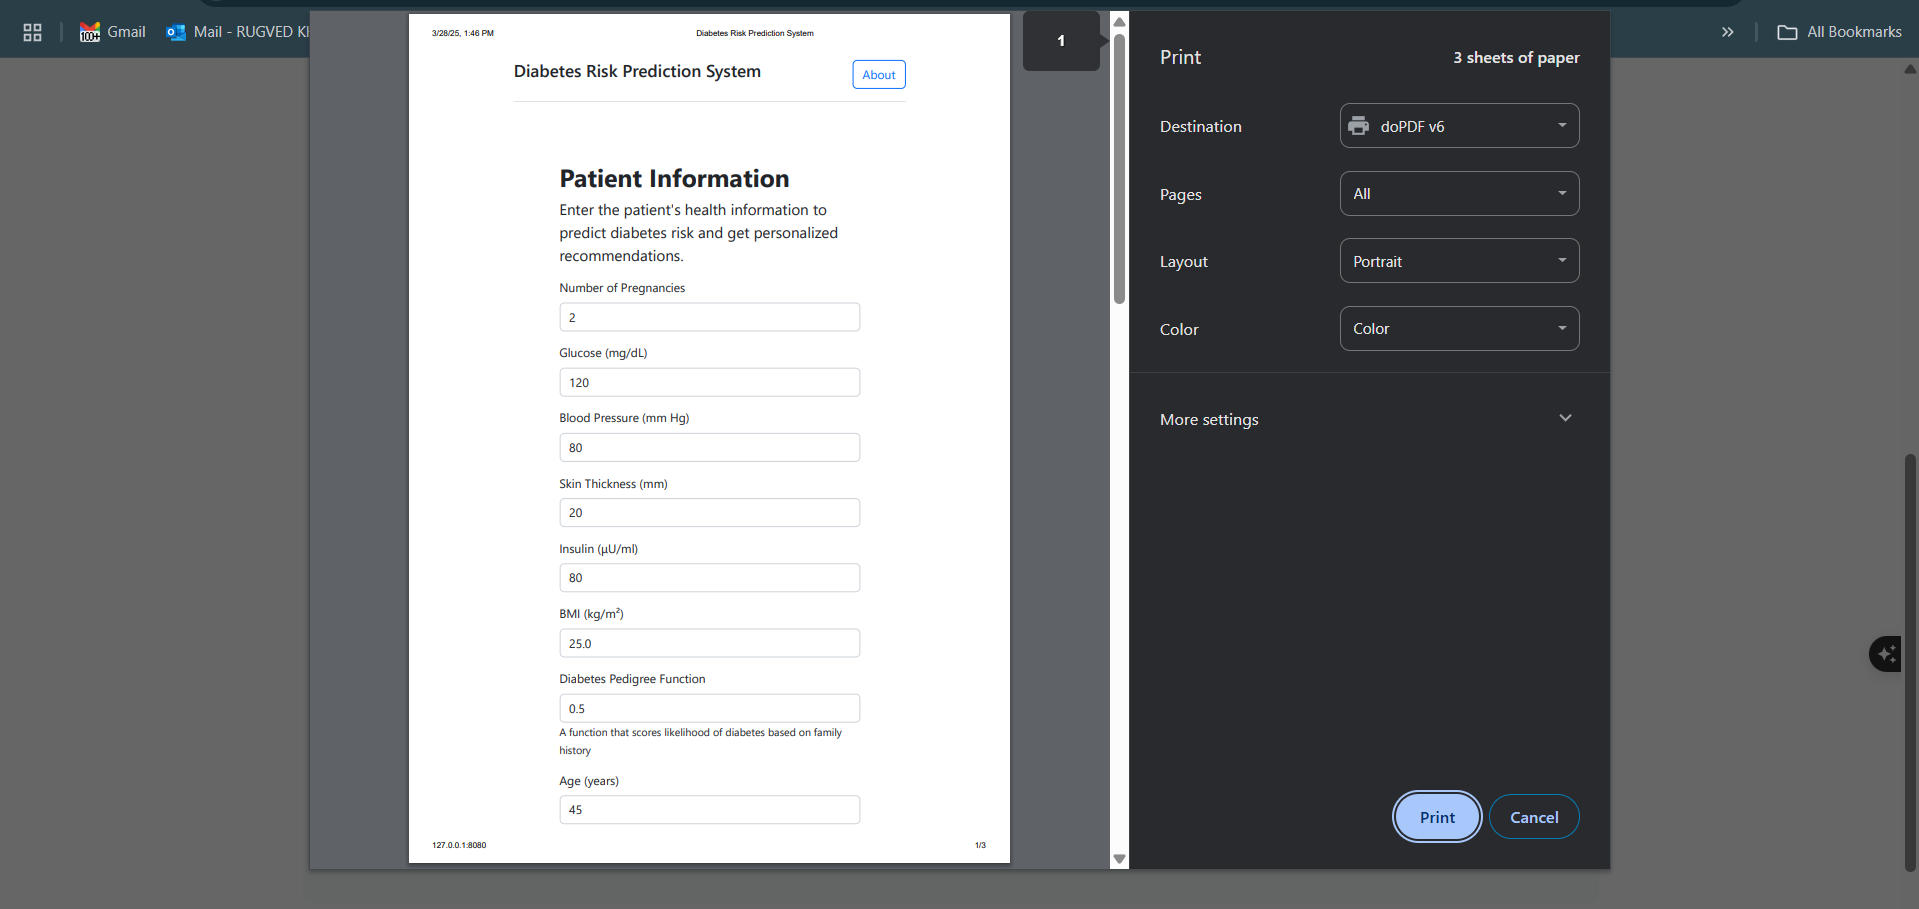 100+
Gmail
Mail - RUGVED
All Bookmarks
3/28/25, 1:46 PM
Diabetes Risk Prediction System
Diabetes Risk Prediction System
About
Patient Information
Enter the patient's health information to
predict diabetes risk and get personalized
recommendations.
Number of Pregnancies
2
Glucose (mg/dL)
120
Blood Pressure (mm Hg)
80
Skin Thickness (mm)
20
Insulin (μU/ml)
80
BMI (kg/m²)
25.0
Diabetes Pedigree Function
0.5
A function that scores likelihood of diabetes based on family
history
Age (years)
45
127.0.0.1:8080
1/3
1
Print
3 sheets of paper
Destination
doPDF v6
Pages
All
Layout
Portrait
Color
Color
More settings
Print
Cancel